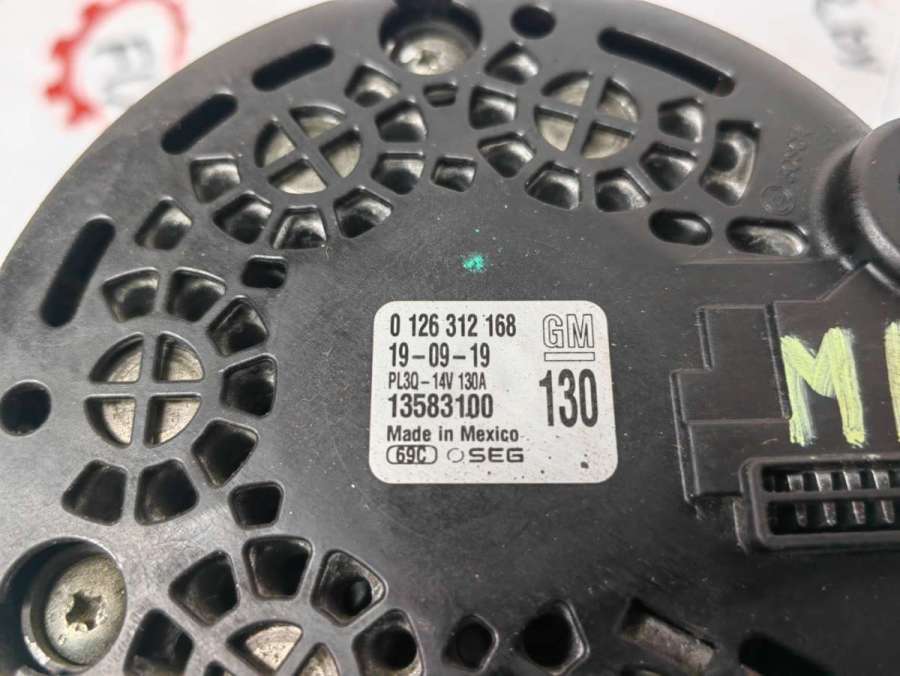 0 126 312 168
GM
19-09-19
PL3Q-14V 130A
13583100
130
Made in Mexico
69C SEG